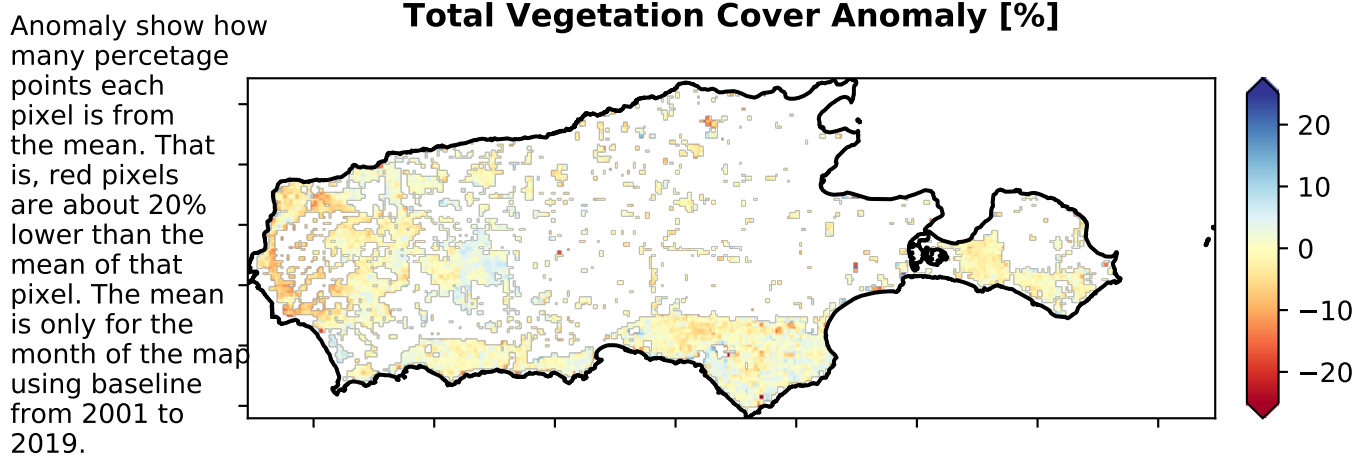 Total Vegetation Cover Anomaly [%]
Anomaly show how
many percetage
points each
pixel is from
the mean. That
is, red pixels
are about 20%
lower than the
mean of that
pixel. The mean
is only for the
month of the map
using baseline
from 2001 to
2019.
20
10
0
−10
−20